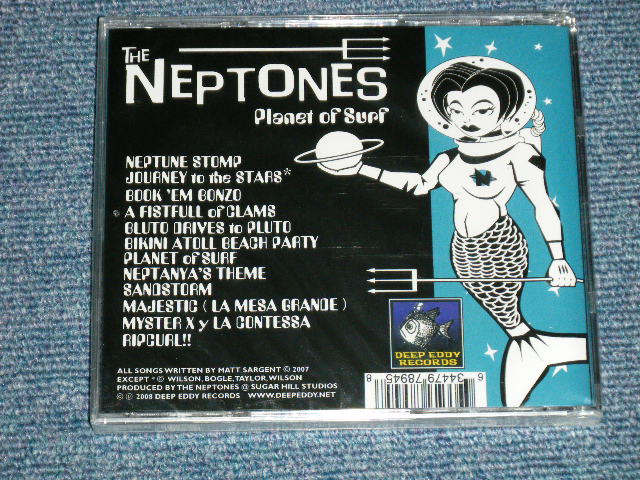 THE
NEPTONES
Planet of Surf
NEPTUNE STOMP
JOURNEY to the STARS*
BOOK 'EM BONZO
A FISTFULL of CLAMS
BLUTO DRIVES to PLUTO
BIKINI ATOLL BEACH PARTY
PLANET of SURF
NEPTANYA'S THEME
SANDSTORM
MAJESTIC ( LA MESA GRANDE )
MYSTER X y LA CONTESSA
RIPCURL!!
DEEP EDDY
RECORDS
ALL SONGS WRITTEN BY MATT SARGENT © 2007
EXCEPT * © WILSON, BOGLE, TAYLOR, WILSON
PRODUCED BY THE NEPTONES @ SUGAR HILL STUDIOS
℗ © 2008 DEEP EDDY RECORDS WWW.DEEPEDDY.NET
6 34479 78945 8